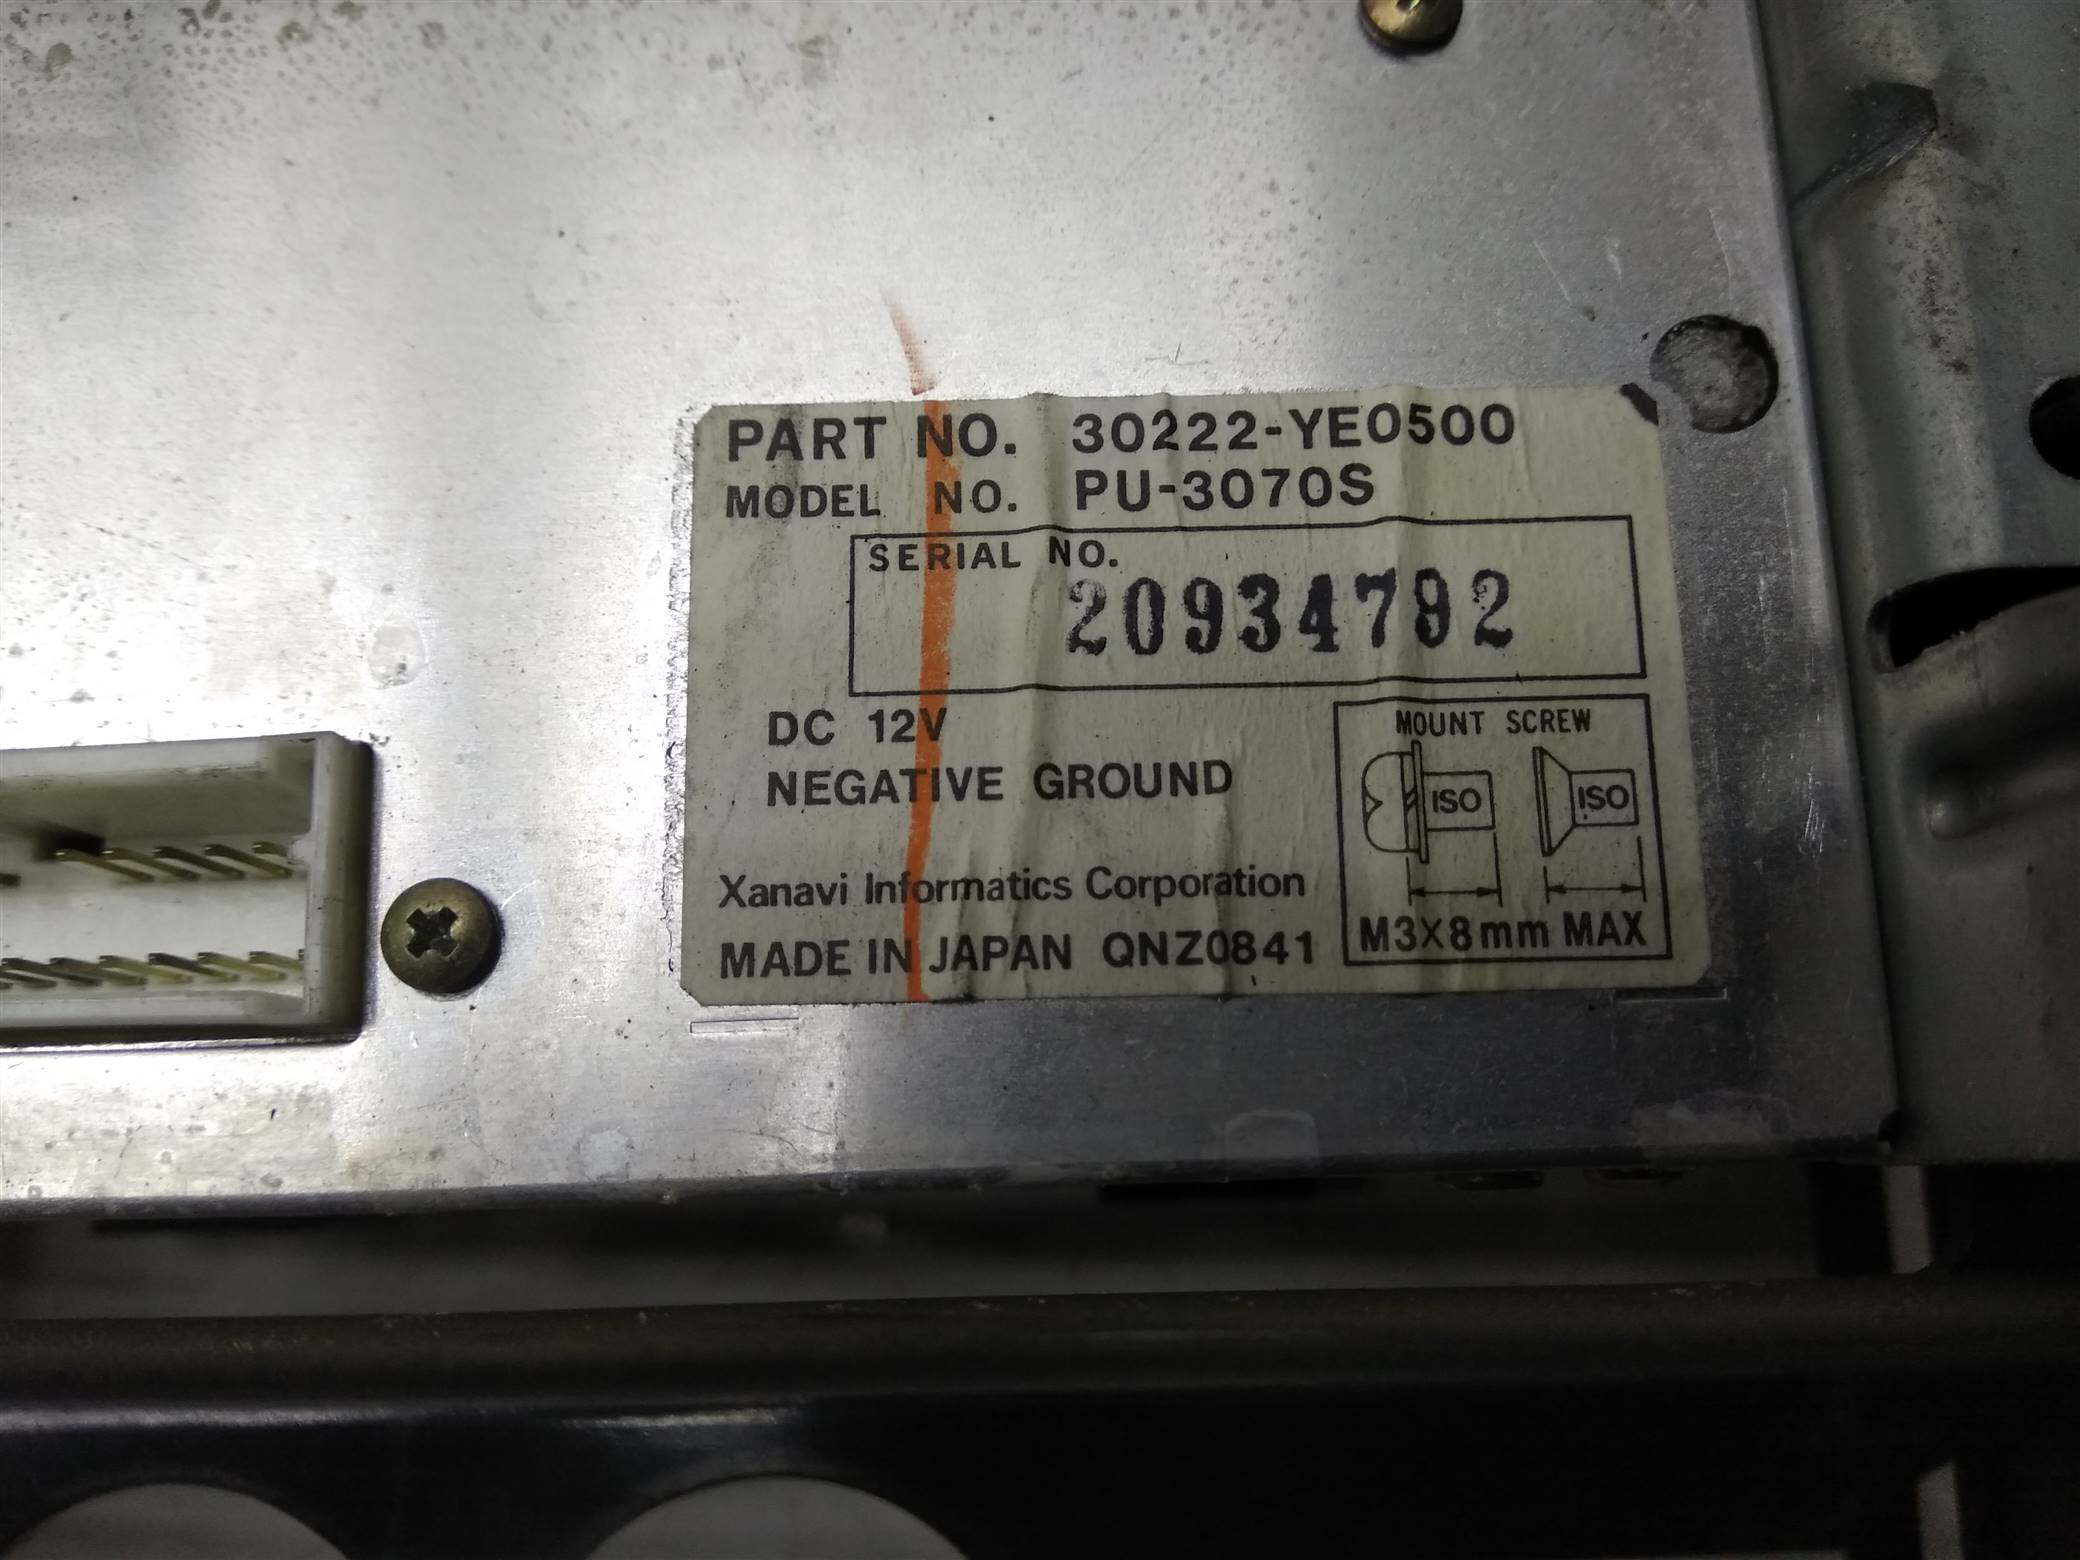 PART NO. 30222-YE0500
MODEL NO. PU-3070S
SERIAL NO.
20934792
DC 12V
NEGATIVE GROUND
MOUNT SCREW
ISO ISO
M3X8mm MAX
Xanavi Informatics Corporation
MADE IN JAPAN QNZ0841